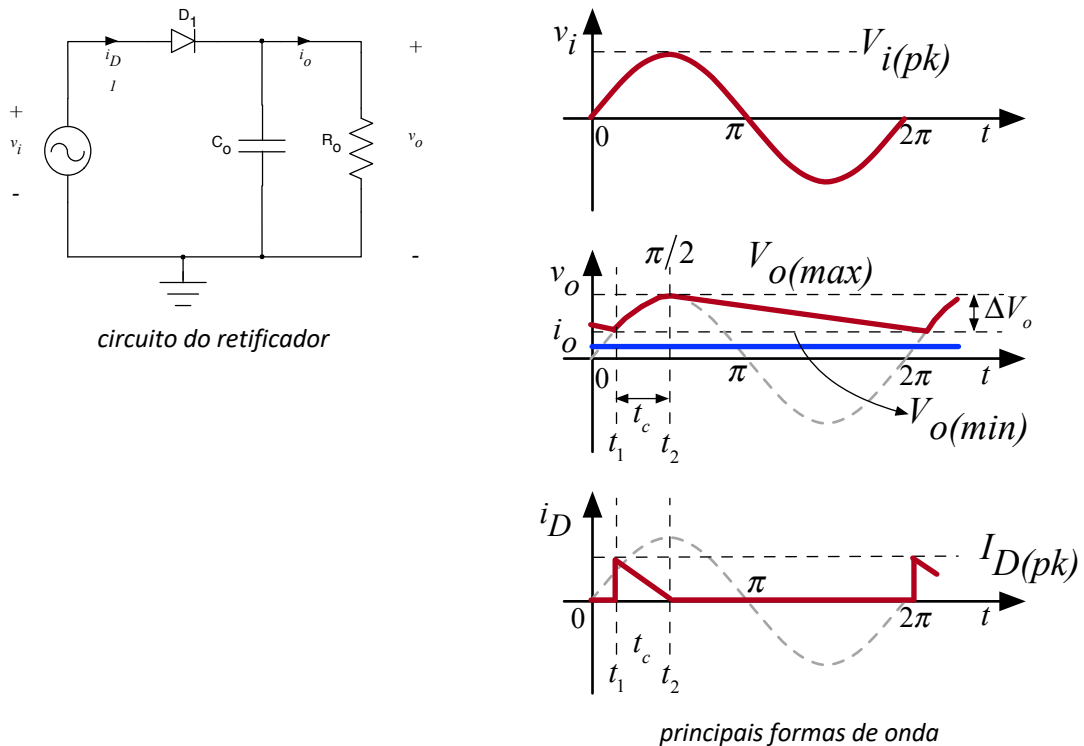 D1
iD
1
io
+
vi
-
Co
Ro
+
vo
-
circuito do retificador
vi
Vi(pk)
0
π
2π
t
π/2
vo
Vo(max)
ΔVo
io
0
π
2π
t
tc
Vo(min)
t1
t2
iD
ID(pk)
π
0
2π
t
tc
t1
t2
principais formas de onda